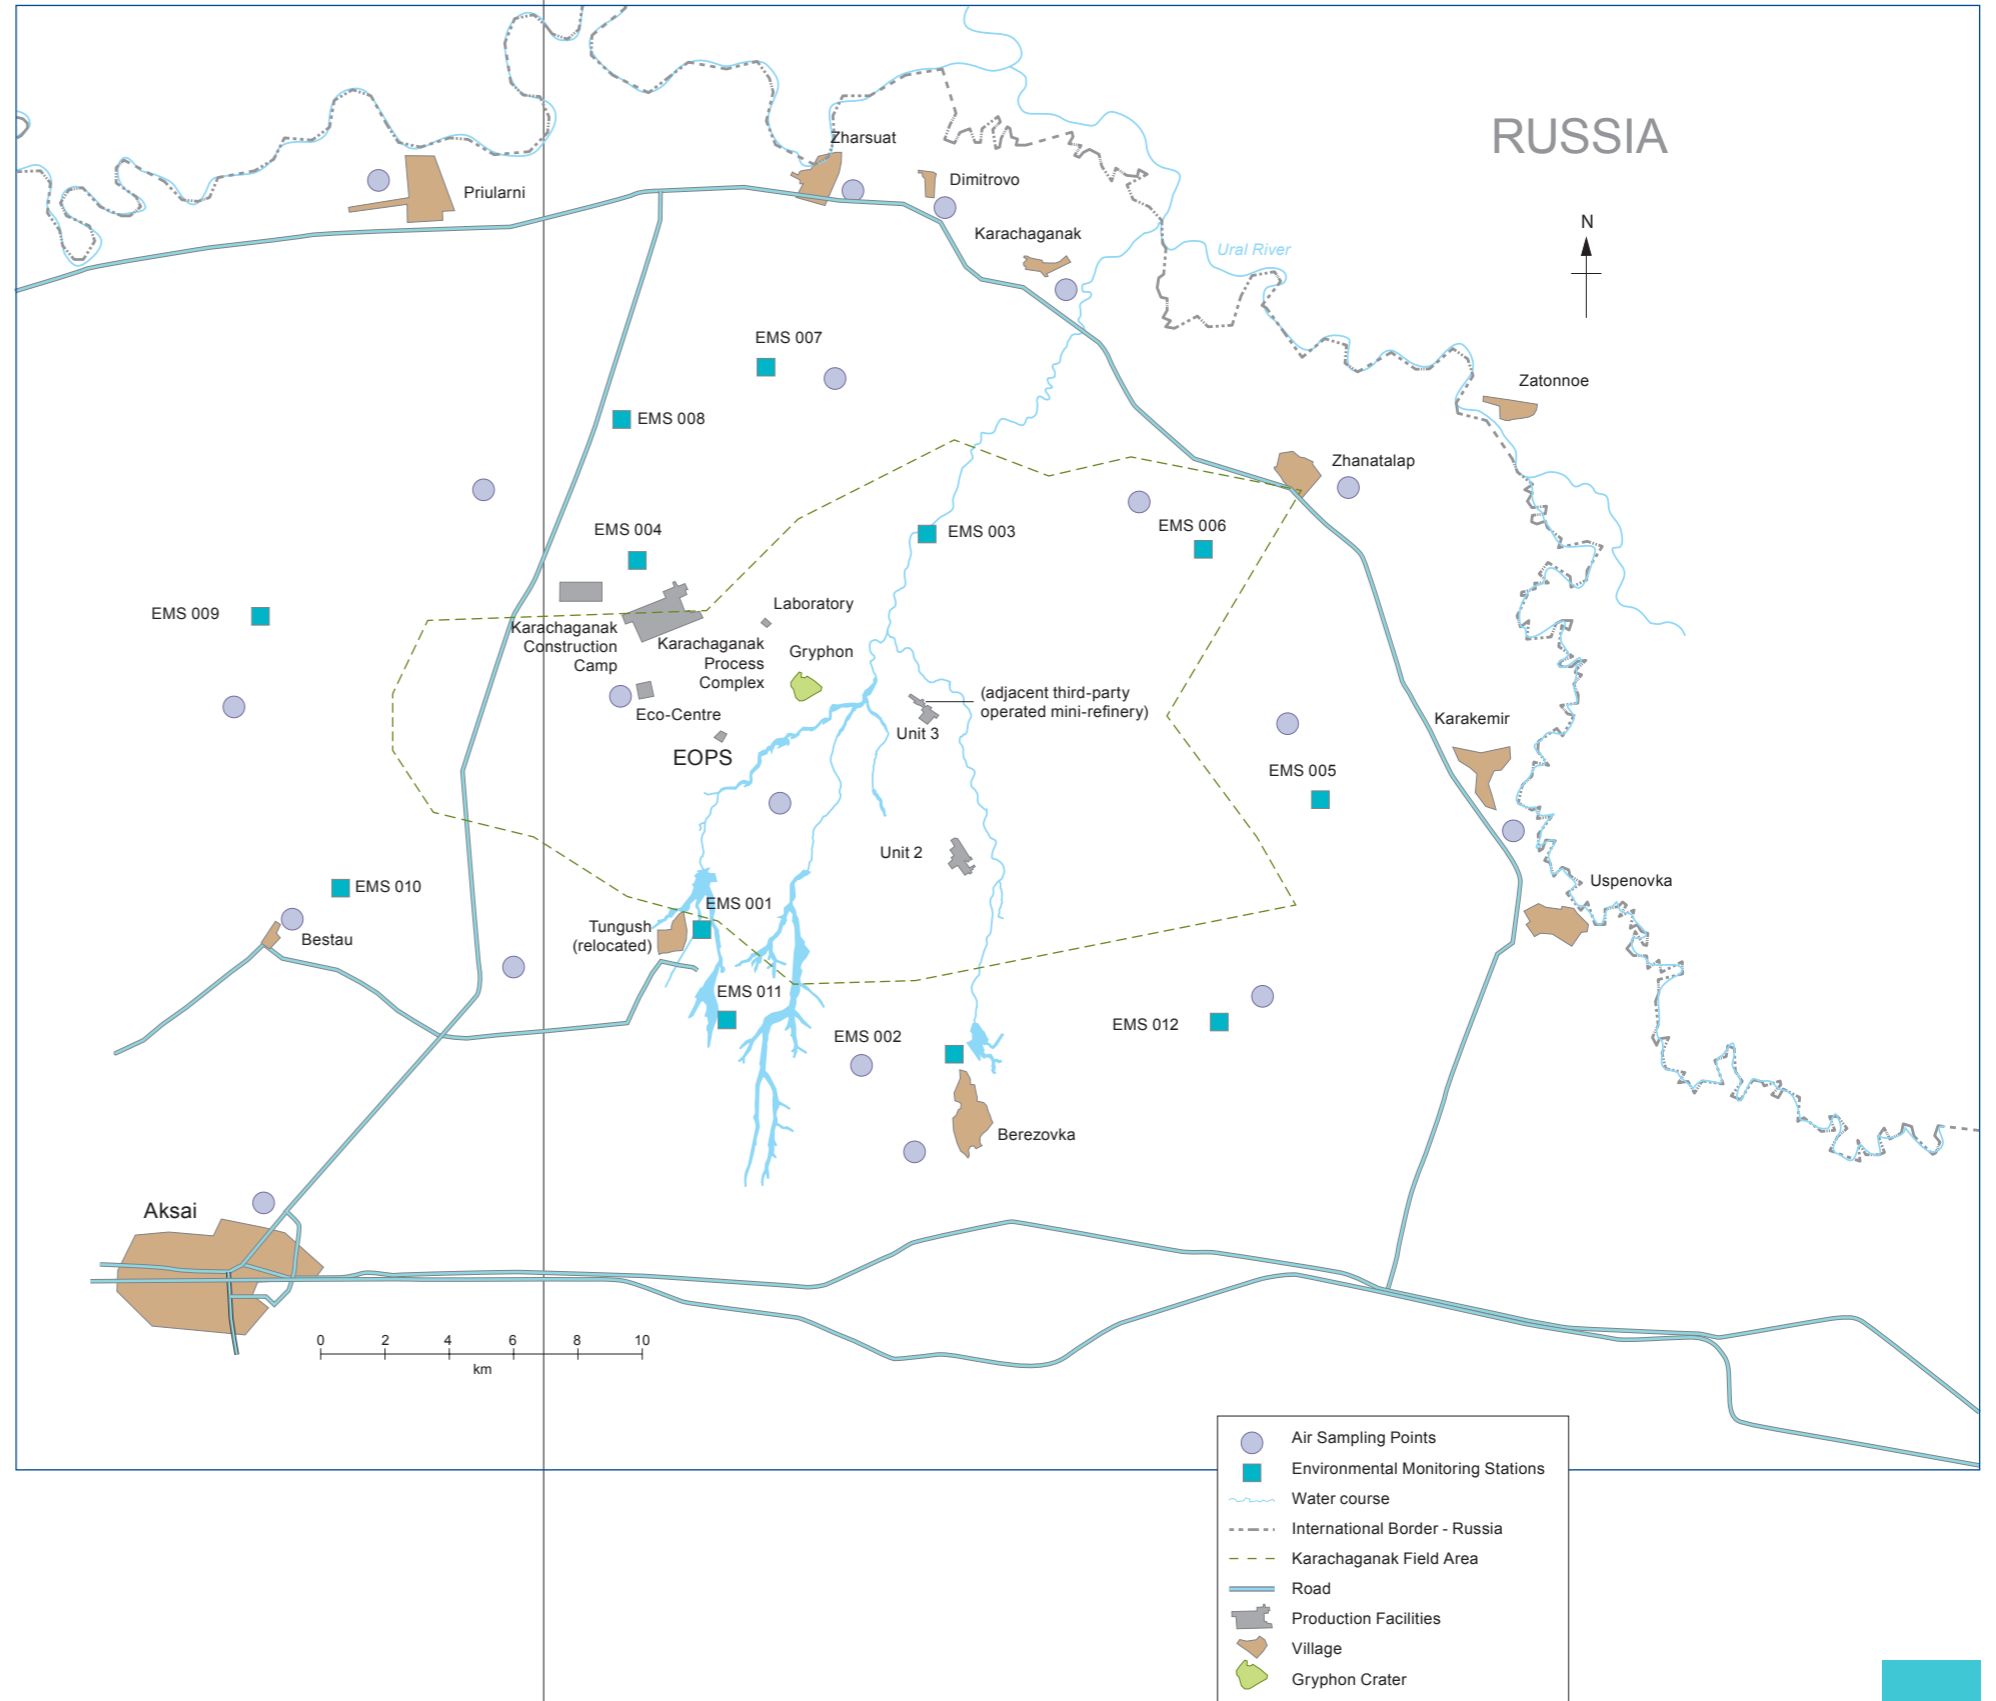 RUSSIA
Zharsuat
Dimitrovo
Priularni
Karachaganak
N
Ural River
EMS 007
Zatonnoe
EMS 008
Zhanatalap
EMS 004
EMS 003
EMS 006
EMS 009
Laboratory
Karachaganak
Construction
Camp
Karachaganak
Process
Complex
Gryphon
(adjacent third-party
operated mini-refinery)
Eco-Centre
Unit 3
Karakemir
EOPS
EMS 005
Unit 2
EMS 010
Uspenovka
EMS 001
Tungush
(relocated)
Bestau
EMS 011
EMS 002
EMS 012
Berezovka
Aksai
0 2 4 6 8 10
km
Air Sampling Points
Environmental Monitoring Stations
Water course
International Border - Russia
Karachaganak Field Area
Road
Production Facilities
Village
Gryphon Crater